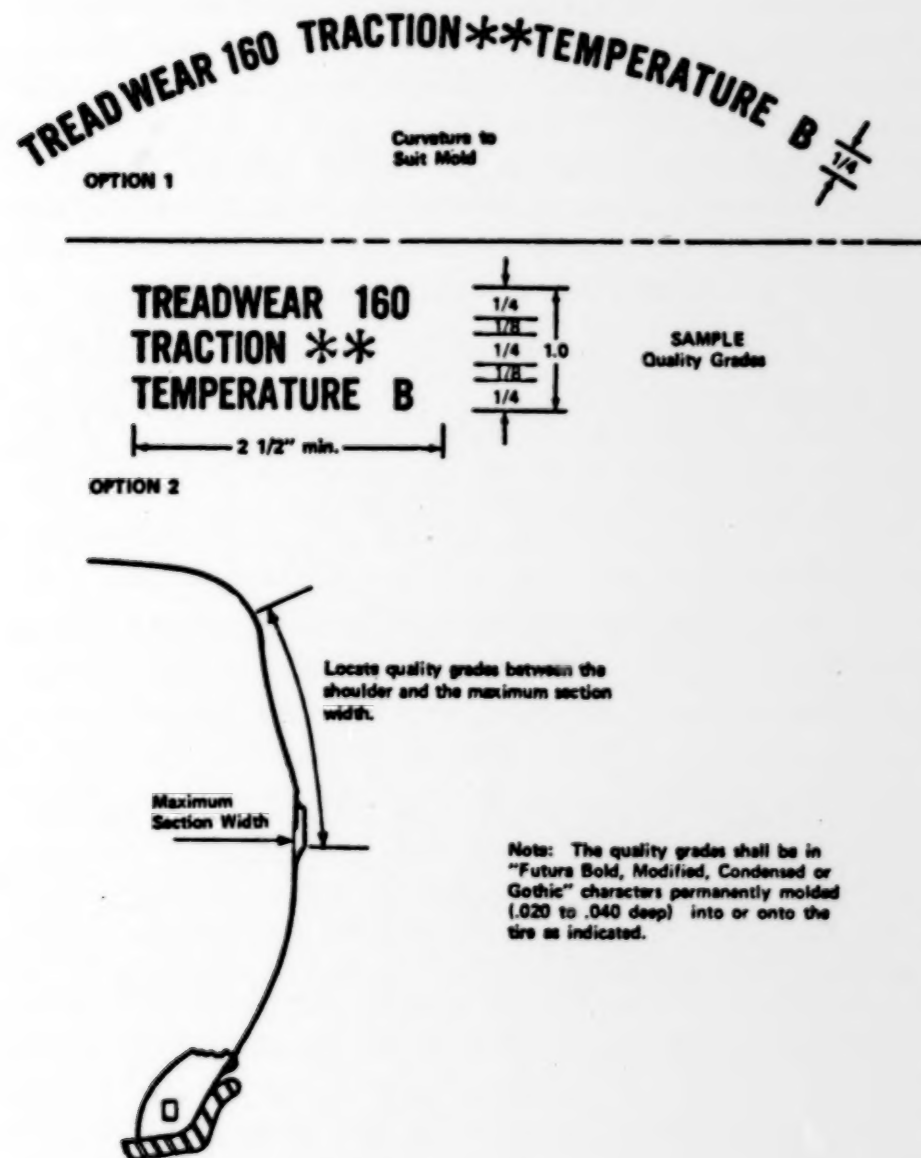 TREADWEAR 160 TRACTION**TEMPERATURE B
1/4
Curvature to
Suit Mold
OPTION 1
TREADWEAR 160
TRACTION **
TEMPERATURE B
1/4
1/8
1/4
1/8
1/4
1.0
SAMPLE
Quality Grades
2 1/2" min.
OPTION 2
Locate quality grades between the
shoulder and the maximum section
width.
Maximum
Section Width
Note: The quality grades shall be in
"Futura Bold, Modified, Condensed or
Gothic" characters permanently molded
(.020 to .040 deep) into or onto the
tire as indicated.